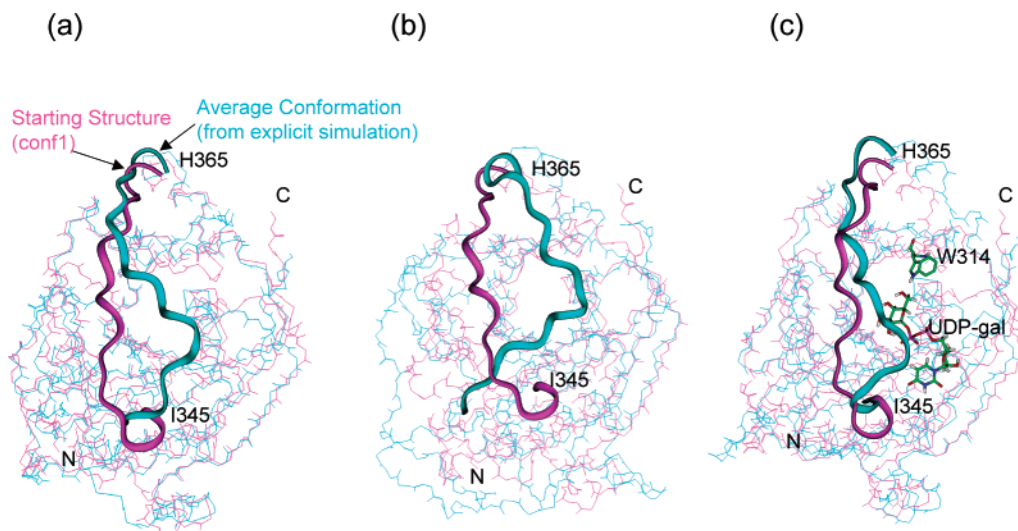 (a)
(b)
(c)
Starting Structure
(conf1)
Average Conformation
(from explicit simulation)
H365
C
I345
N
H365
C
I345
N
H365
C
W314
UDP-gal
I345
N